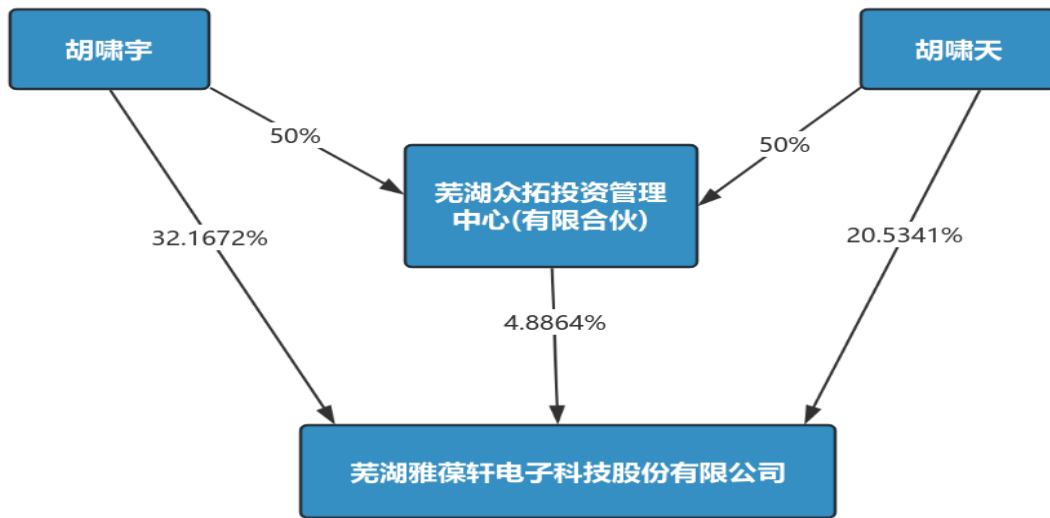 胡啸宇
胡啸天
50%
50%
芜湖众拓投资管理
中心(有限合伙)
32.1672%
20.5341%
4.8864%
芜湖雅葆轩电子科技股份有限公司